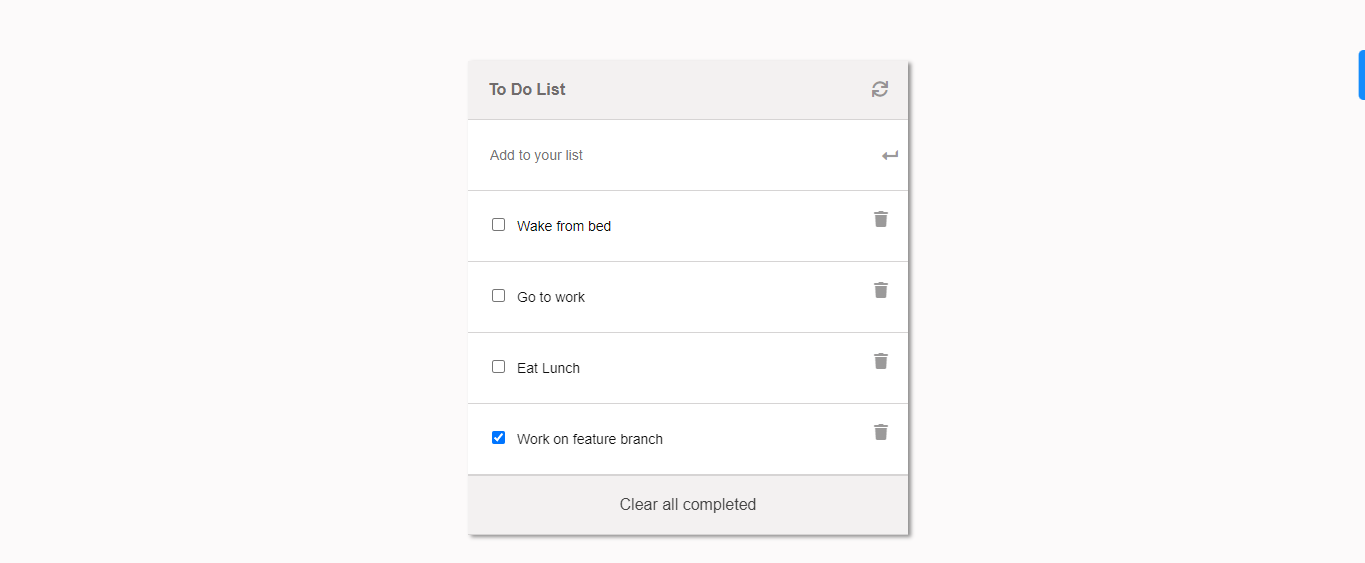 To Do List
Add to your list
Wake from bed
Go to work
Eat Lunch
Work on feature branch
Clear all completed